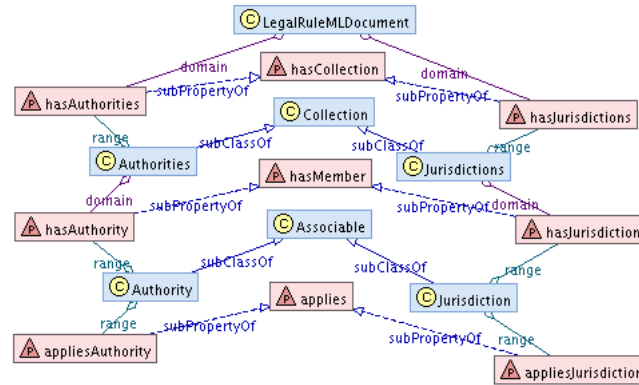 C LegalRuleMLDocument
domain
domain
P hasCollection
P hasAuthorities
subPropertyOf
subPropertyOf
P hasJurisdictions
C Collection
range
subClassOf
subClassOf
range
C Authorities
C Jurisdictions
P hasMember
domain
subPropertyOf
subPropertyOf
domain
P hasAuthority
C Associable
P hasJurisdiction
range
subClassOf
subClassOf
range
C Authority
P applies
C Jurisdiction
range
subPropertyOf
subPropertyOf
range
P appliesAuthority
P appliesJurisdiction